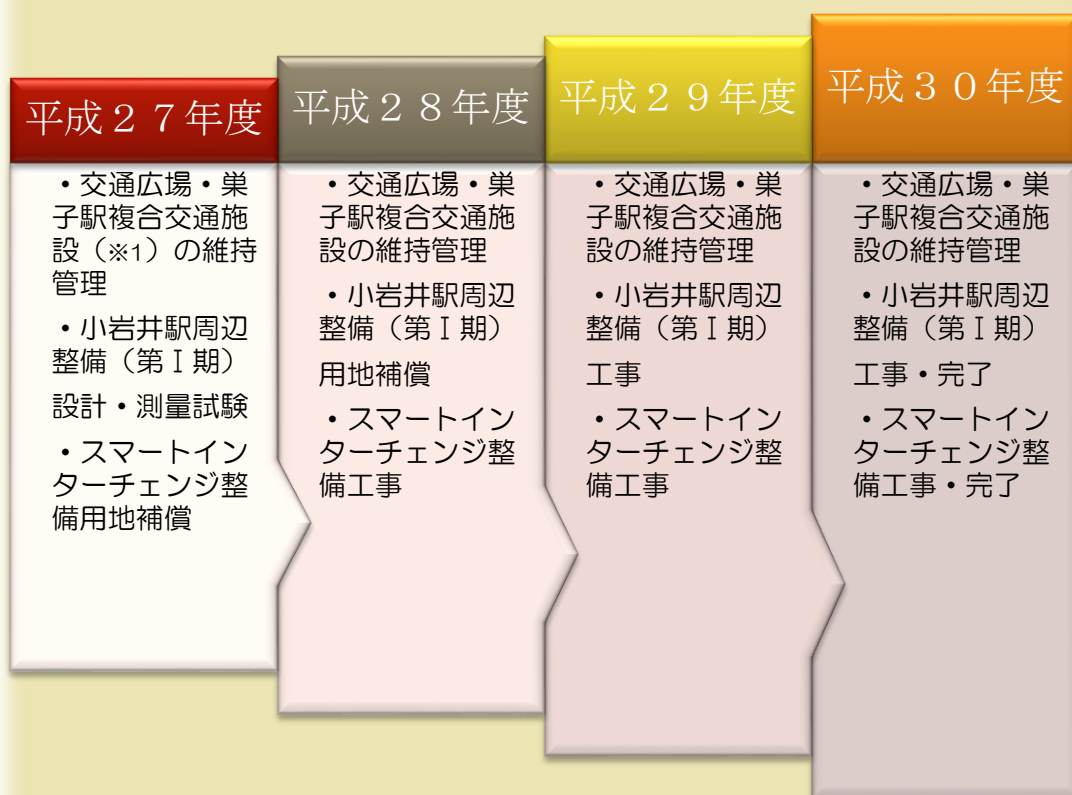 平成２７年度
・交通広場・巣
子駅複合交通施
設（※1）の維持
管理
・小岩井駅周辺
整備（第Ⅰ期）
設計・測量試験
・スマートイン
ターチェンジ整
備用地補償
平成２８年度
・交通広場・巣
子駅複合交通施
設の維持管理
・小岩井駅周辺
整備（第Ⅰ期）
用地補償
・スマートイン
ターチェンジ整
備工事
平成２９年度
・交通広場・巣
子駅複合交通施
設の維持管理
・小岩井駅周辺
整備（第Ⅰ期）
工事
・スマートイン
ターチェンジ整
備工事
平成３０年度
・交通広場・巣
子駅複合交通施
設の維持管理
・小岩井駅周辺
整備（第Ⅰ期）
工事・完了
・スマートイン
ターチェンジ整
備工事・完了